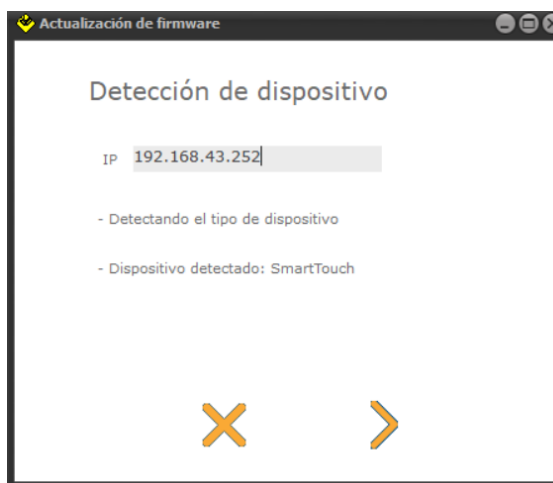 Actualización de firmware
Detección de dispositivo
IP 192.168.43.252
- Detectando el tipo de dispositivo
- Dispositivo detectado: SmartTouch